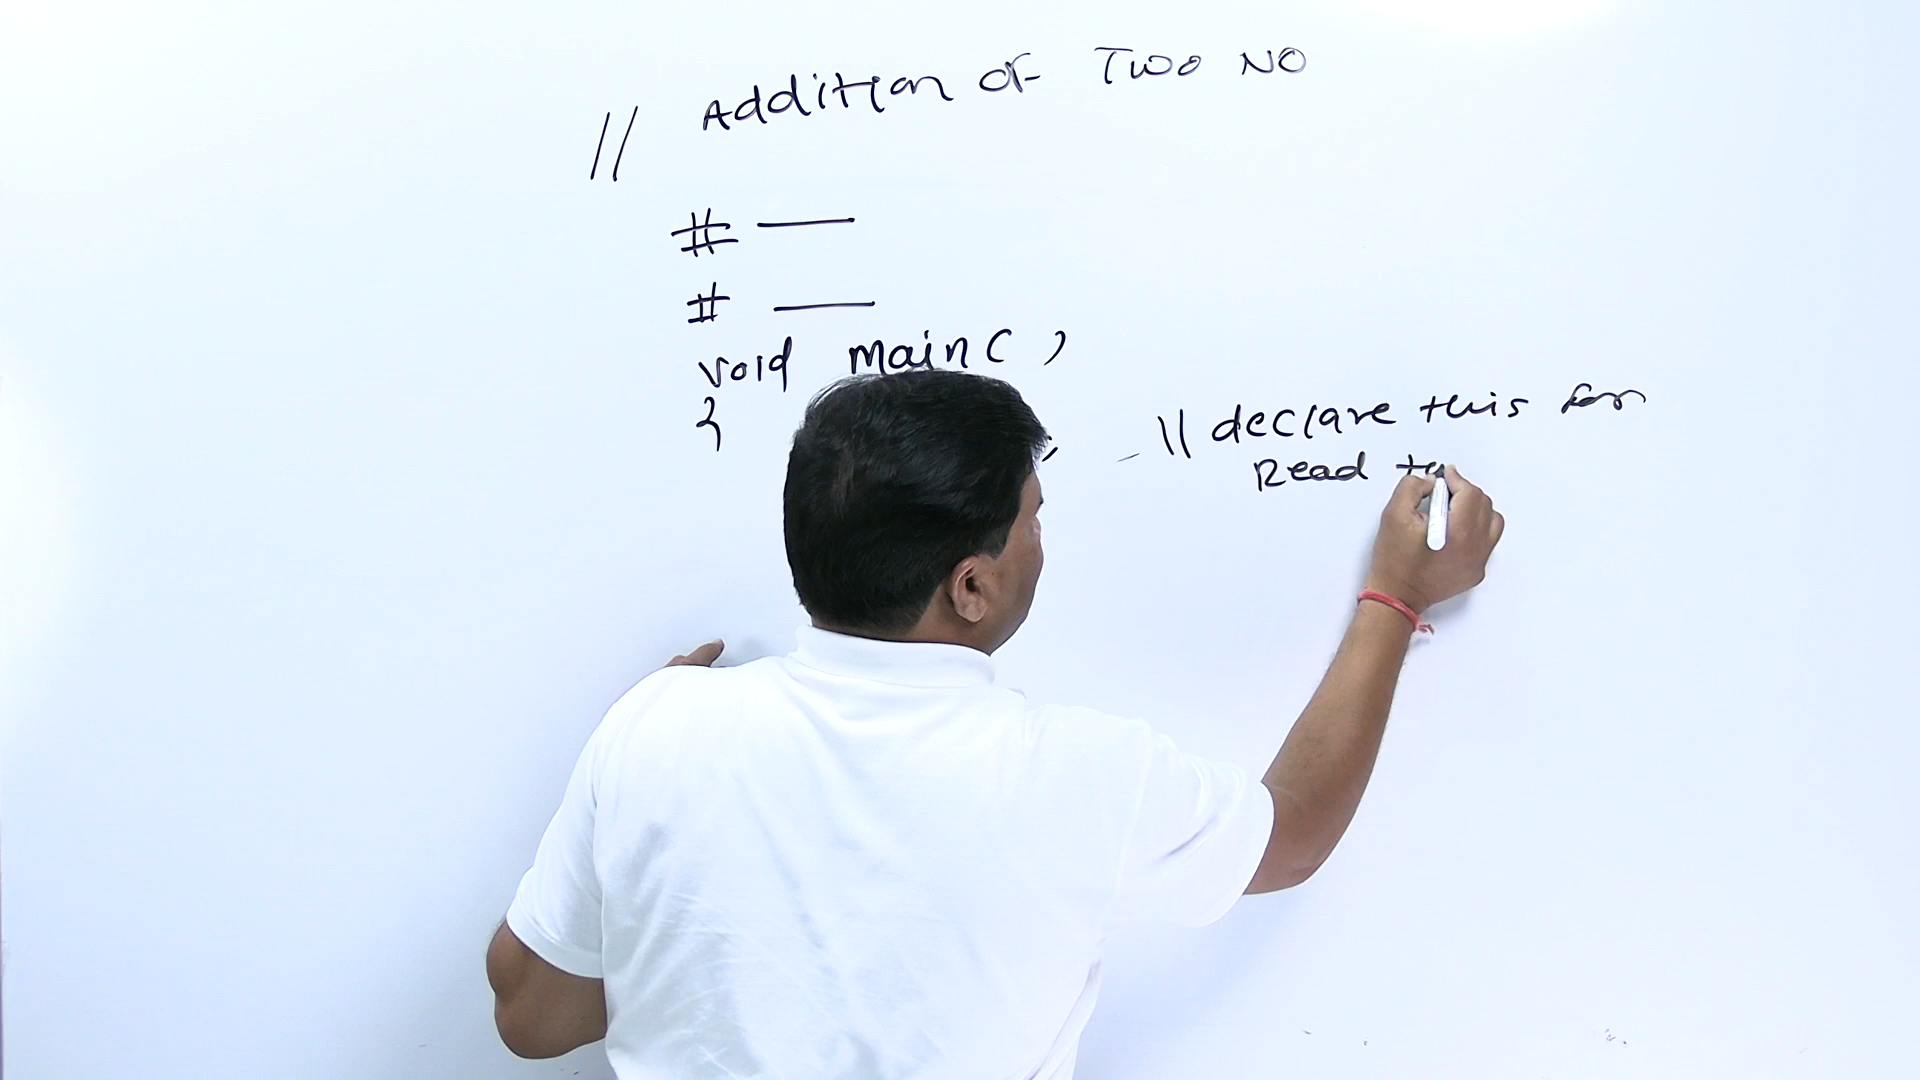 // Addition of Two NO
# —
# —
void main( )
{
; // declare this for
Read